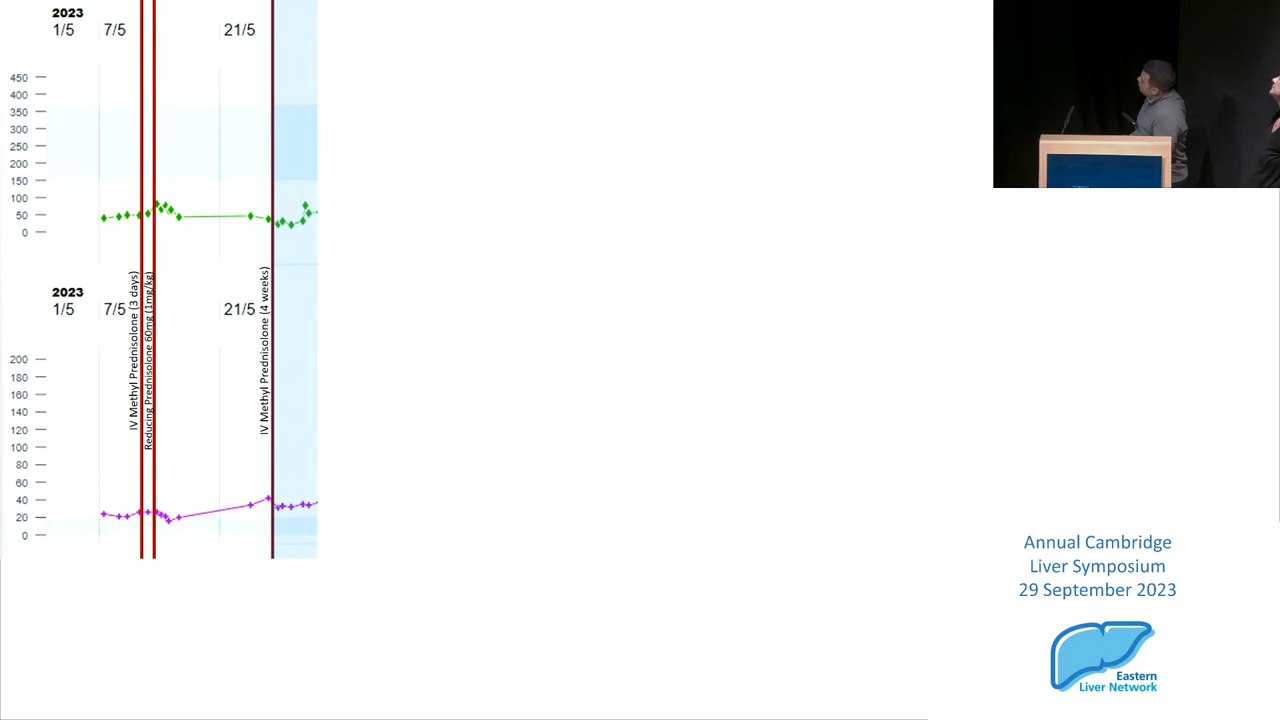 2023
1/5 7/5 21/5
450
400
350
300
250
200
150
100
50
0
IV Methyl Prednisolone (3 days)
Reducing Prednisolone 60mg (1mg/kg)
IV Methyl Prednisolone (4 weeks)
2023
1/5 7/5 21/5
200
180
160
140
120
100
80
60
40
20
0
Annual Cambridge
Liver Symposium
29 September 2023
Eastern
Liver Network